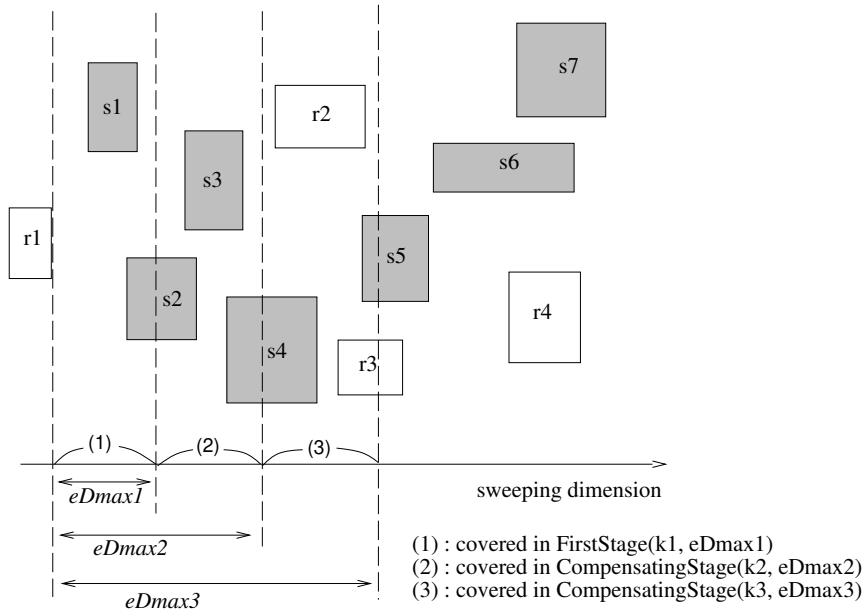 s7
s1
r2
s6
s3
r1
s5
s2
r4
s4
r3
(1)
(2)
(3)
eDmax1
sweeping dimension
eDmax2
(1) : covered in FirstStage(k1, eDmax1)
(2) : covered in CompensatingStage(k2, eDmax2)
(3) : covered in CompensatingStage(k3, eDmax3)
eDmax3